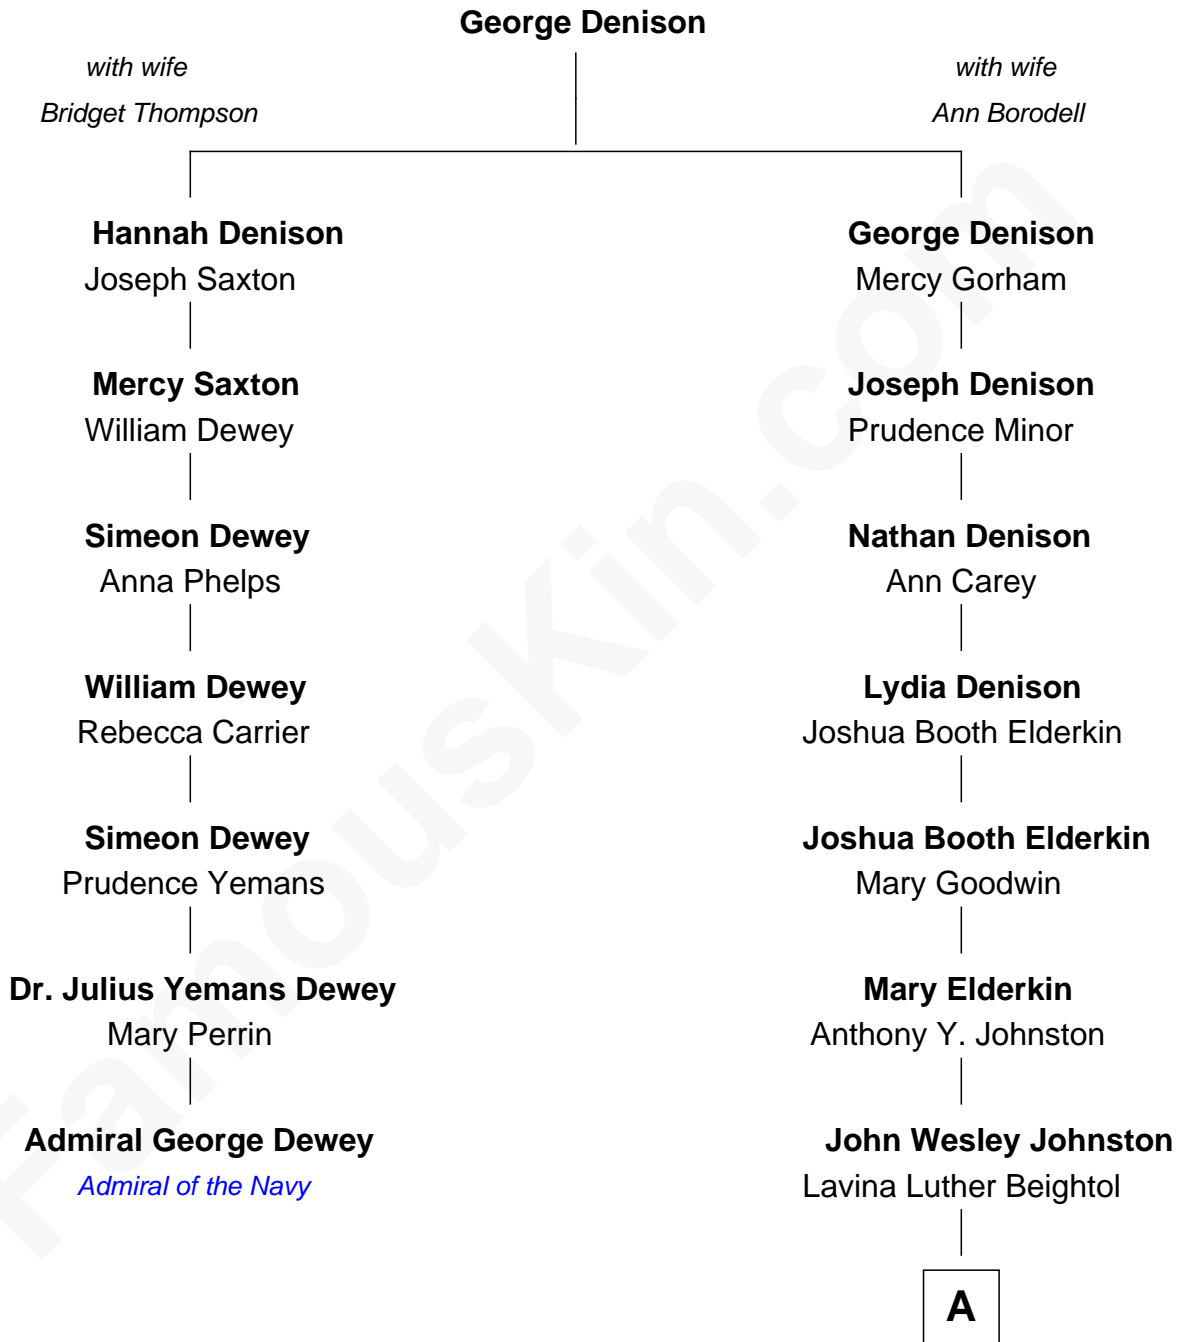 George Denison
with wife
Bridget Thompson
with wife
Ann Borodell
Hannah Denison
Joseph Saxton
Mercy Saxton
William Dewey
Simeon Dewey
Anna Phelps
William Dewey
Rebecca Carrier
Simeon Dewey
Prudence Yemans
Dr. Julius Yemans Dewey
Mary Perrin
Admiral George Dewey
Admiral of the Navy
George Denison
Mercy Gorham
Joseph Denison
Prudence Minor
Nathan Denison
Ann Carey
Lydia Denison
Joshua Booth Elderkin
Joshua Booth Elderkin
Mary Goodwin
Mary Elderkin
Anthony Y. Johnston
John Wesley Johnston
Lavina Luther Beightol
A
FamousKin.com